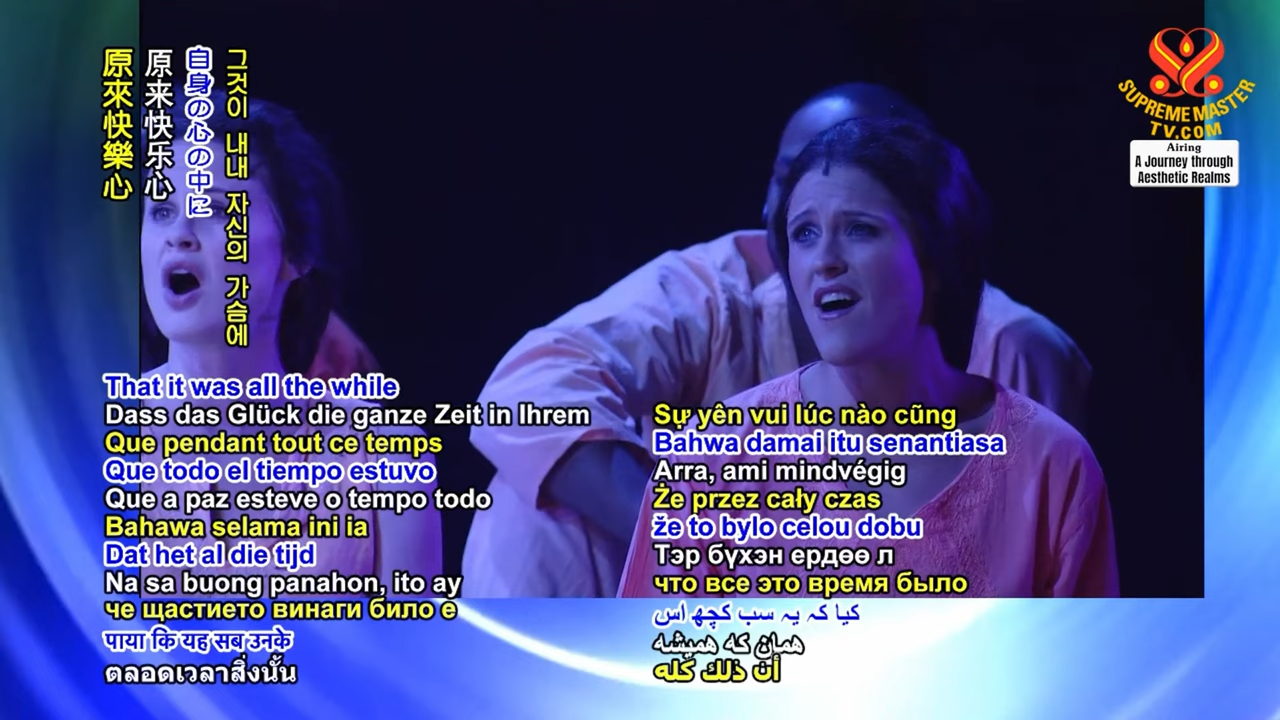 原來快樂心
原来快乐心
自身の心の中に
그것이 내내 자신의 가슴에
SUPREME MASTER
TV.COM
Airing
A Journey through
Aesthetic Realms
That it was all the while
Dass das Glück die ganze Zeit in Ihrem
Que pendant tout ce temps
Que todo el tiempo estuvo
Que a paz esteve o tempo todo
Bahawa selama ini ia
Dat het al die tijd
Na sa buong panahon, ito ay
че щастието винаги било е
पाया कि यह सब उनके
ตลอดเวลาสิ่งนั้น
Sự yên vui lúc nào cũng
Bahwa damai itu senantiasa
Arra, ami mindvégig
Że przez cały czas
že to bylo celou dobu
Тэр бүхэн ердөө л
что все это время было
کیا کہ یہ سب کچھ اس
همان که همیشه
أن ذلك كله